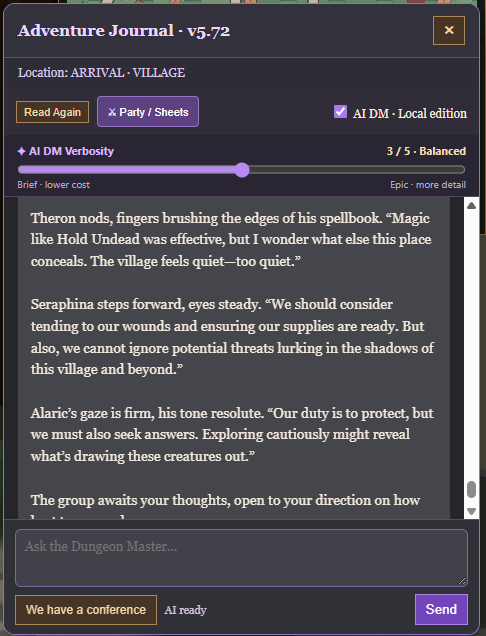 Adventure Journal · v5.72
×
Location: ARRIVAL · VILLAGE
Read Again
⚔ Party / Sheets
AI DM · Local edition
✦ AI DM Verbosity
3 / 5 · Balanced
Brief · lower cost
Epic · more detail
Theron nods, fingers brushing the edges of his spellbook. “Magic
like Hold Undead was effective, but I wonder what else this place
conceals. The village feels quiet—too quiet.”
Seraphina steps forward, eyes steady. “We should consider
tending to our wounds and ensuring our supplies are ready. But
also, we cannot ignore potential threats lurking in the shadows of
this village and beyond.”
Alaric’s gaze is firm, his tone resolute. “Our duty is to protect, but
we must also seek answers. Exploring cautiously might reveal
what’s drawing these creatures out.”
The group awaits your thoughts, open to your direction on how
Ask the Dungeon Master...
We have a conference
AI ready
Send